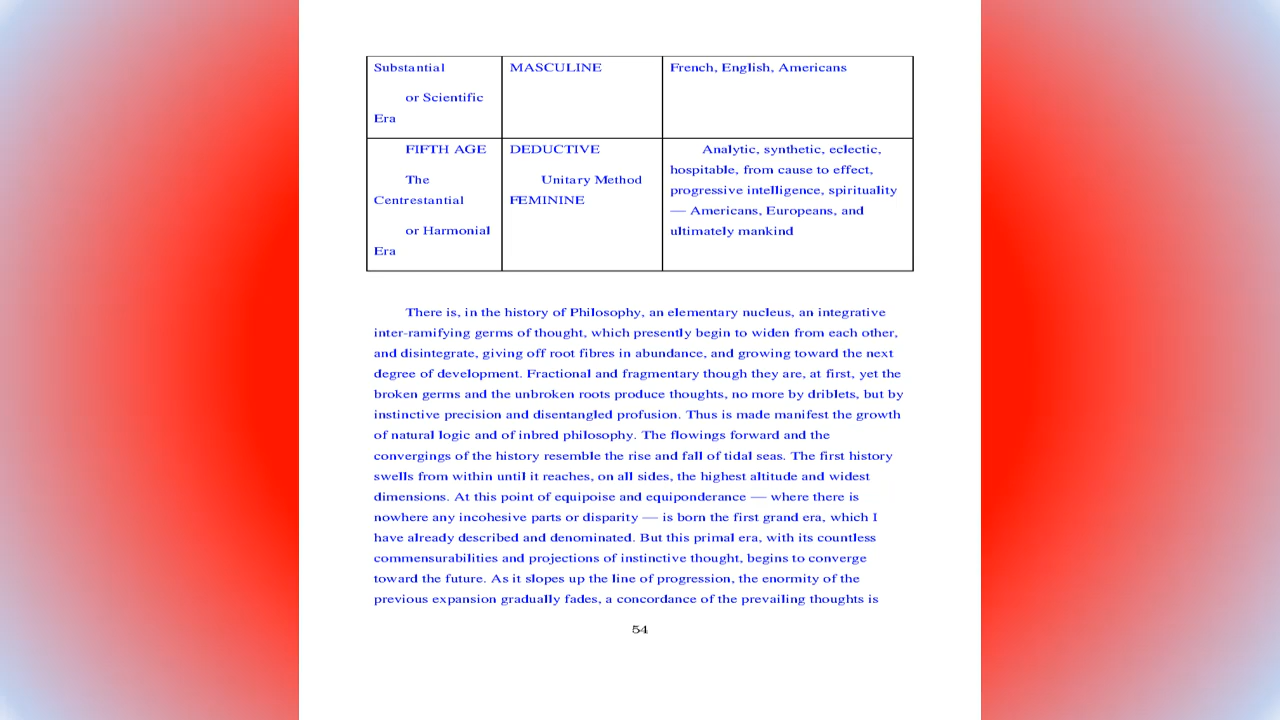 Substantial
or Scientific
Era
MASCULINE
French, English, Americans
FIFTH AGE
The
Centrestantial
or Harmonial
Era
DEDUCTIVE
Unitary Method
FEMININE
Analytic, synthetic, eclectic,
hospitable, from cause to effect,
progressive intelligence, spirituality
— Americans, Europeans, and
ultimately mankind
There is, in the history of Philosophy, an elementary nucleus, an integrative
inter-ramifying germs of thought, which presently begin to widen from each other,
and disintegrate, giving off root fibres in abundance, and growing toward the next
degree of development. Fractional and fragmentary though they are, at first, yet the
broken germs and the unbroken roots produce thoughts, no more by driblets, but by
instinctive precision and disentangled profusion. Thus is made manifest the growth
of natural logic and of inbred philosophy. The flowings forward and the
convergings of the history resemble the rise and fall of tidal seas. The first history
swells from within until it reaches, on all sides, the highest altitude and widest
dimensions. At this point of equipoise and equiponderance — where there is
nowhere any incohesive parts or disparity — is born the first grand era, which I
have already described and denominated. But this primal era, with its countless
commensurabilities and projections of instinctive thought, begins to converge
toward the future. As it slopes up the line of progression, the enormity of the
previous expansion gradually fades, a concordance of the prevailing thoughts is
54